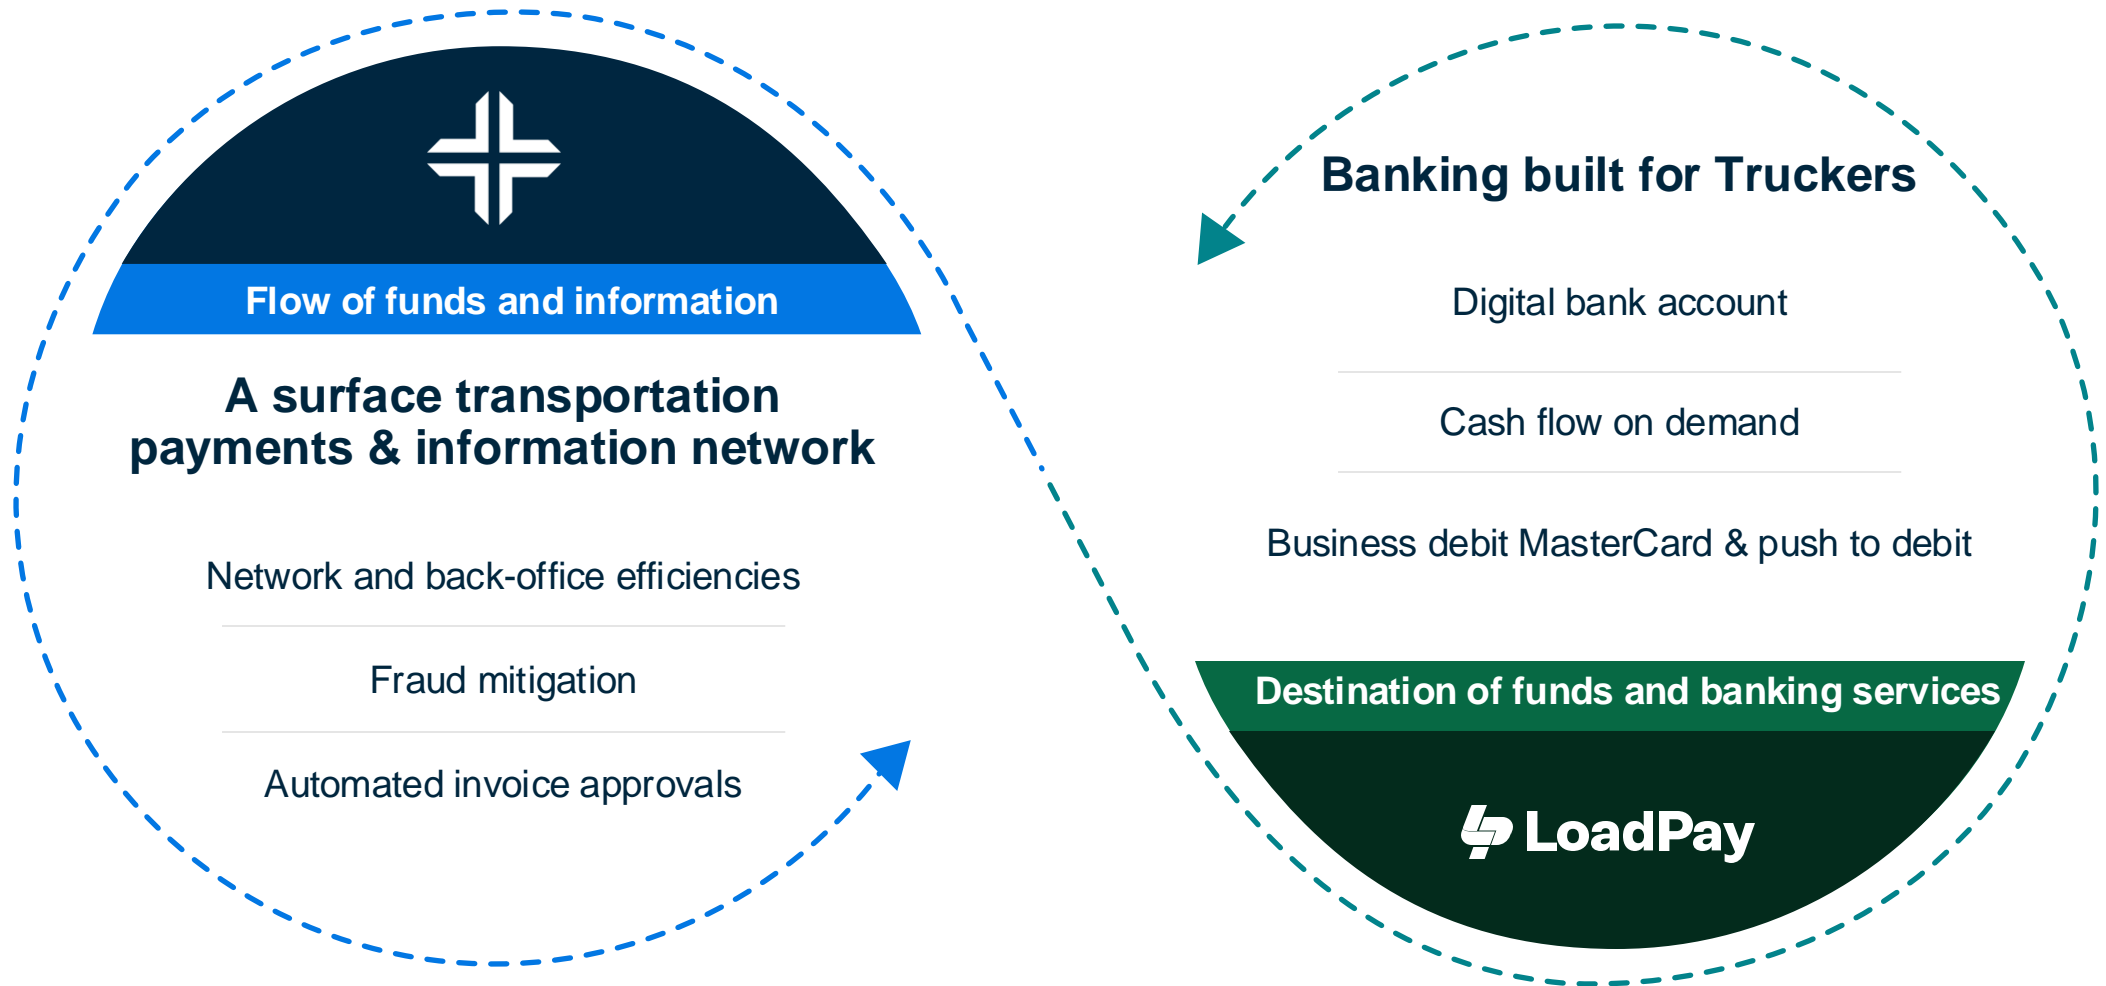 Flow of funds and information
A surface transportation
payments & information network
Network and back-office efficiencies
Fraud mitigation
Automated invoice approvals
Banking built for Truckers
Digital bank account
Cash flow on demand
Business debit MasterCard & push to debit
Destination of funds and banking services
LoadPay